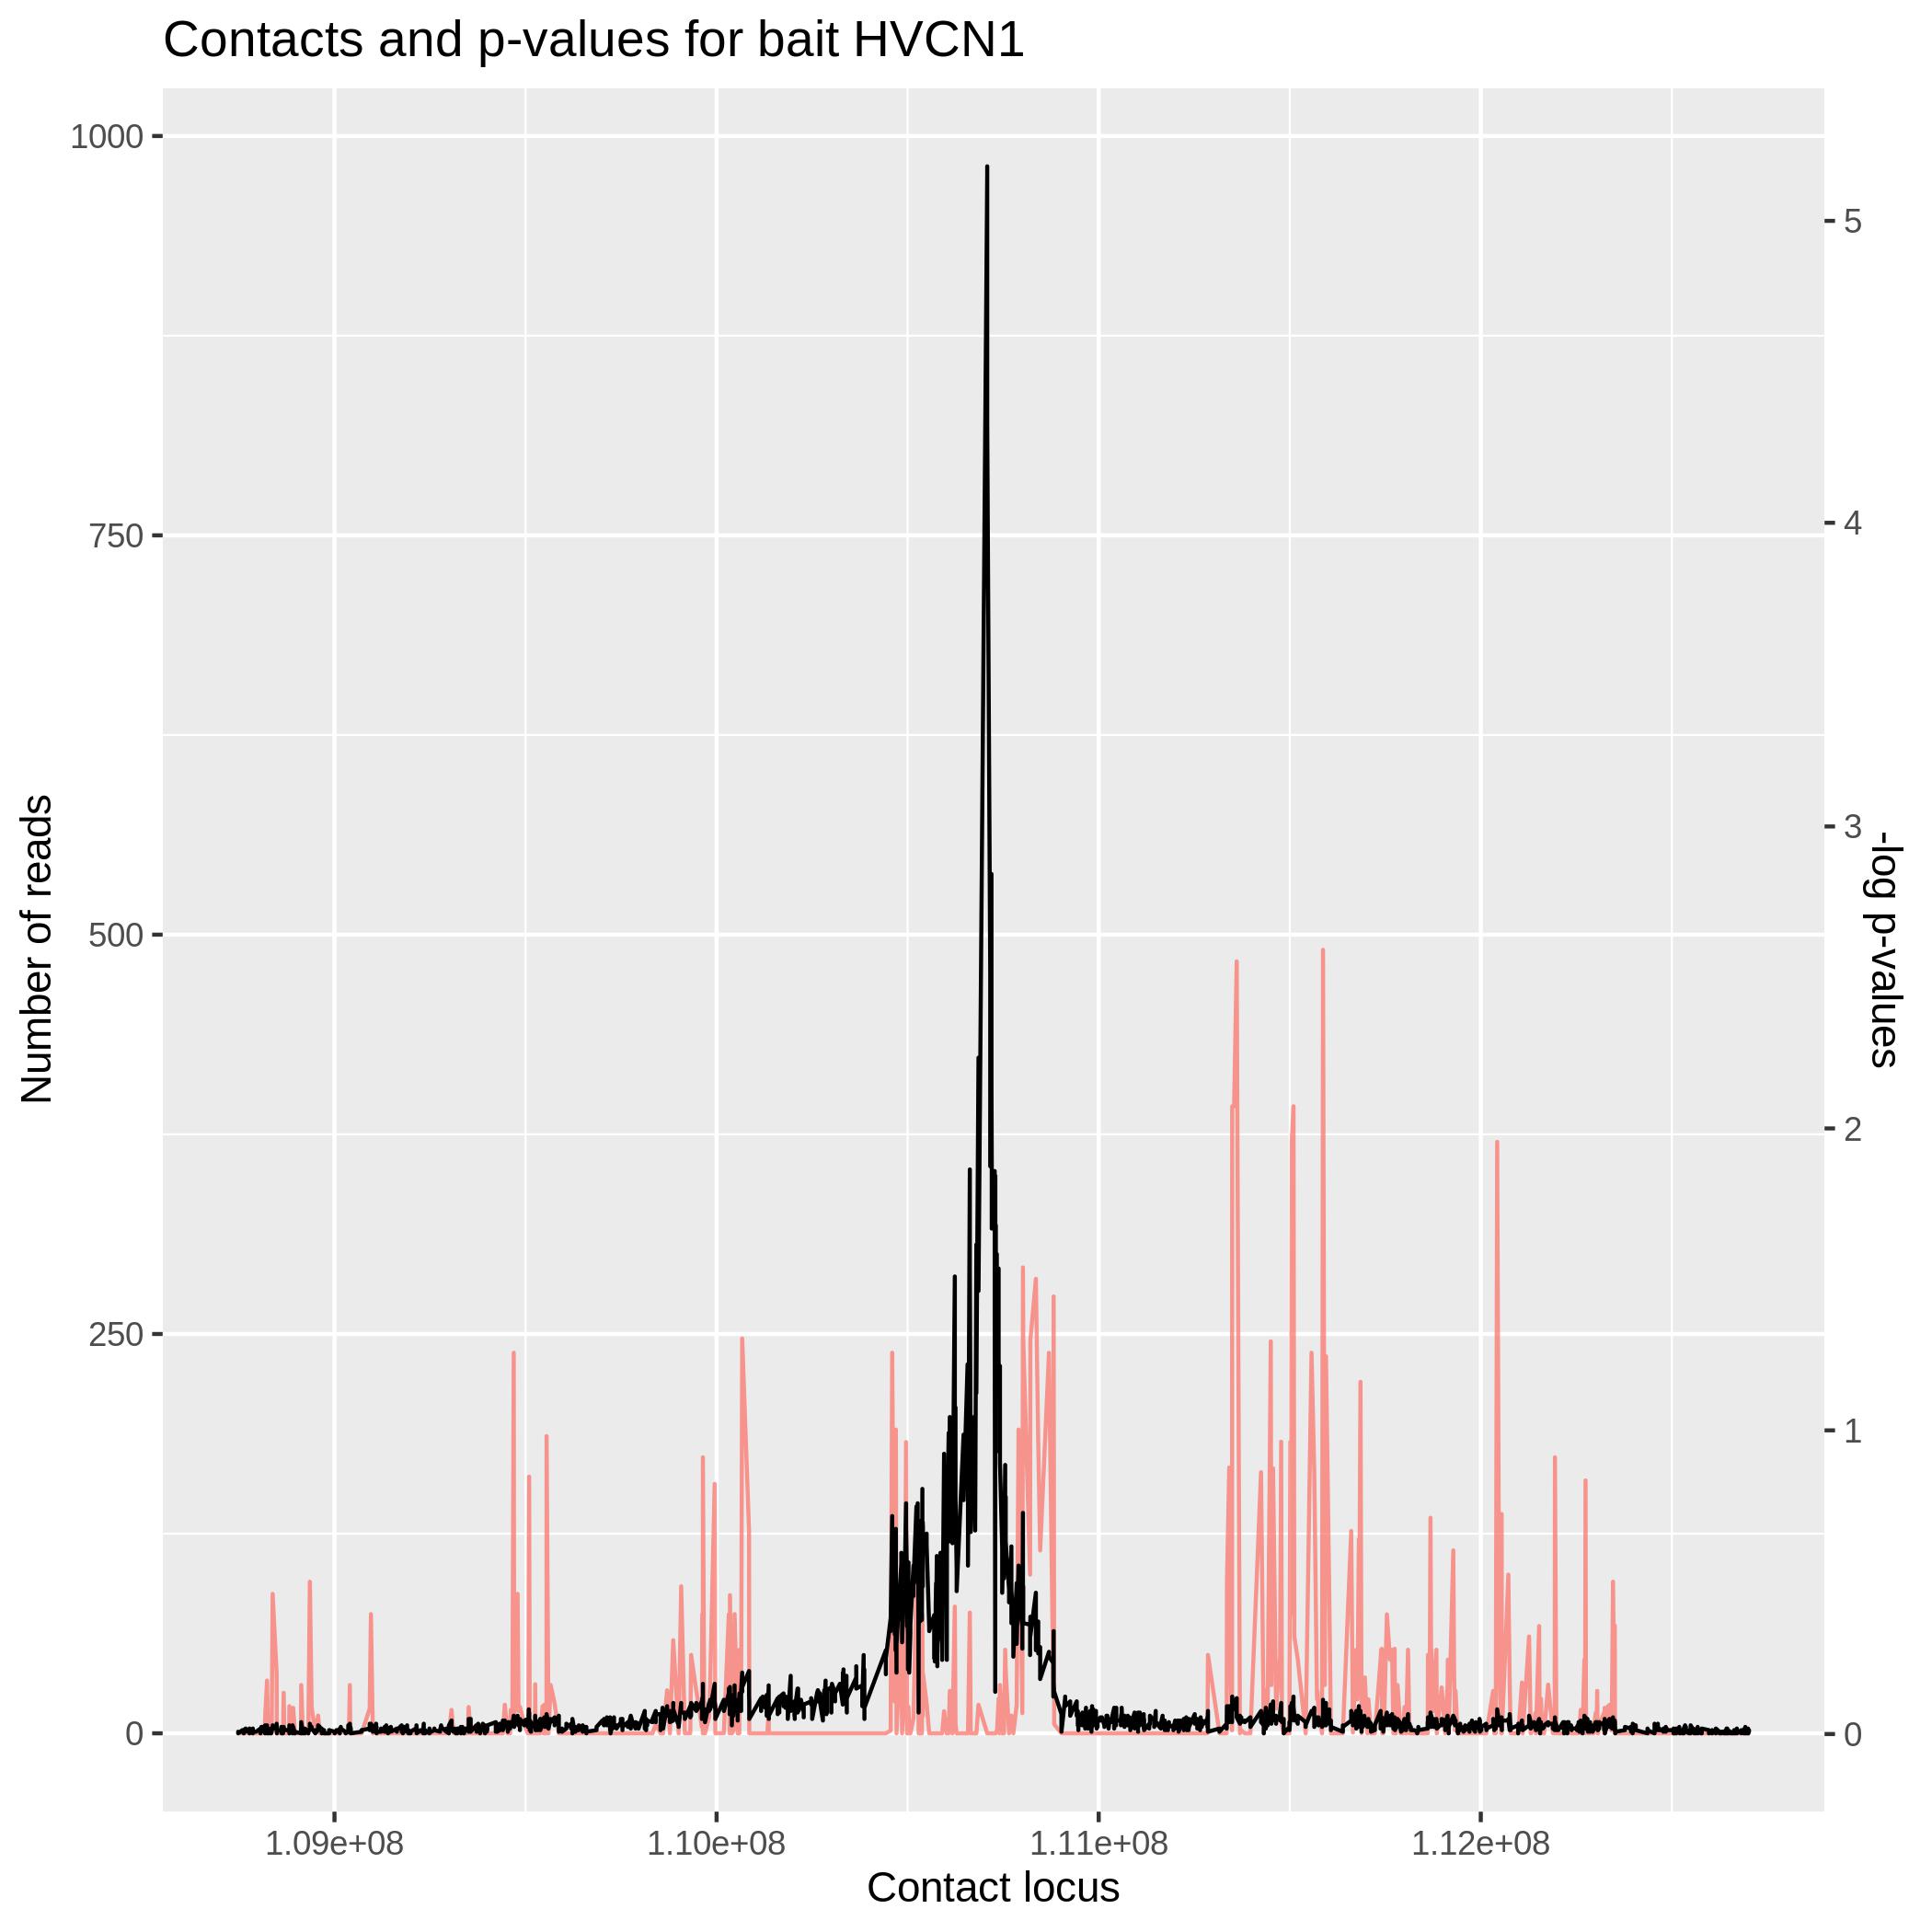 Contacts and p-values for bait HVCN1
1000
750
500
250
0
Number of reads
5
4
3
2
1
0
-log p-values
1.09e+08
1.10e+08
1.11e+08
1.12e+08
Contact locus